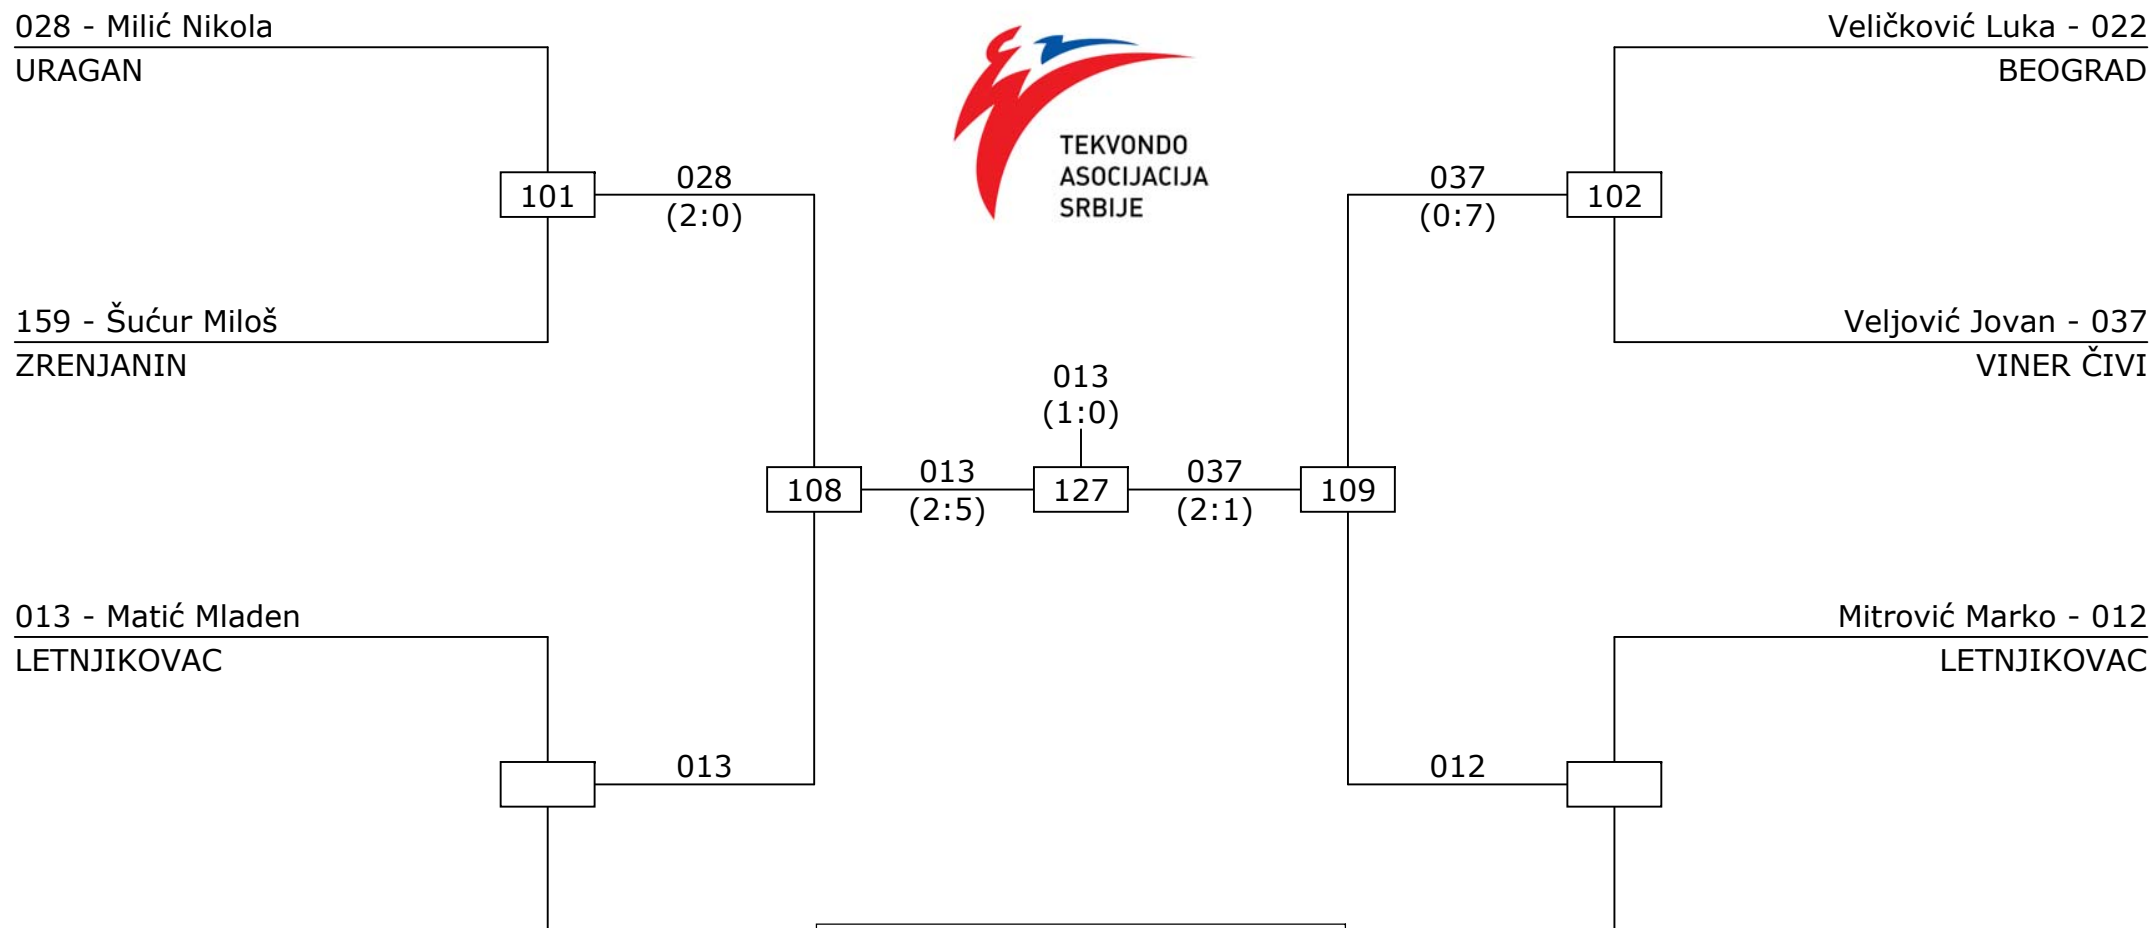 028 - Milić Nikola
URAGAN
Veličković Luka - 022
BEOGRAD
TEKVONDO
ASOCIJACIJA
SRBIJE
101
028
(2:0)
037
(0:7)
102
159 - Šućur Miloš
ZRENJANIN
Veljović Jovan - 037
VINER ČIVI
013
(1:0)
108
013
(2:5)
127
037
(2:1)
109
013 - Matić Mladen
LETNJIKOVAC
Mitrović Marko - 012
LETNJIKOVAC
013
012